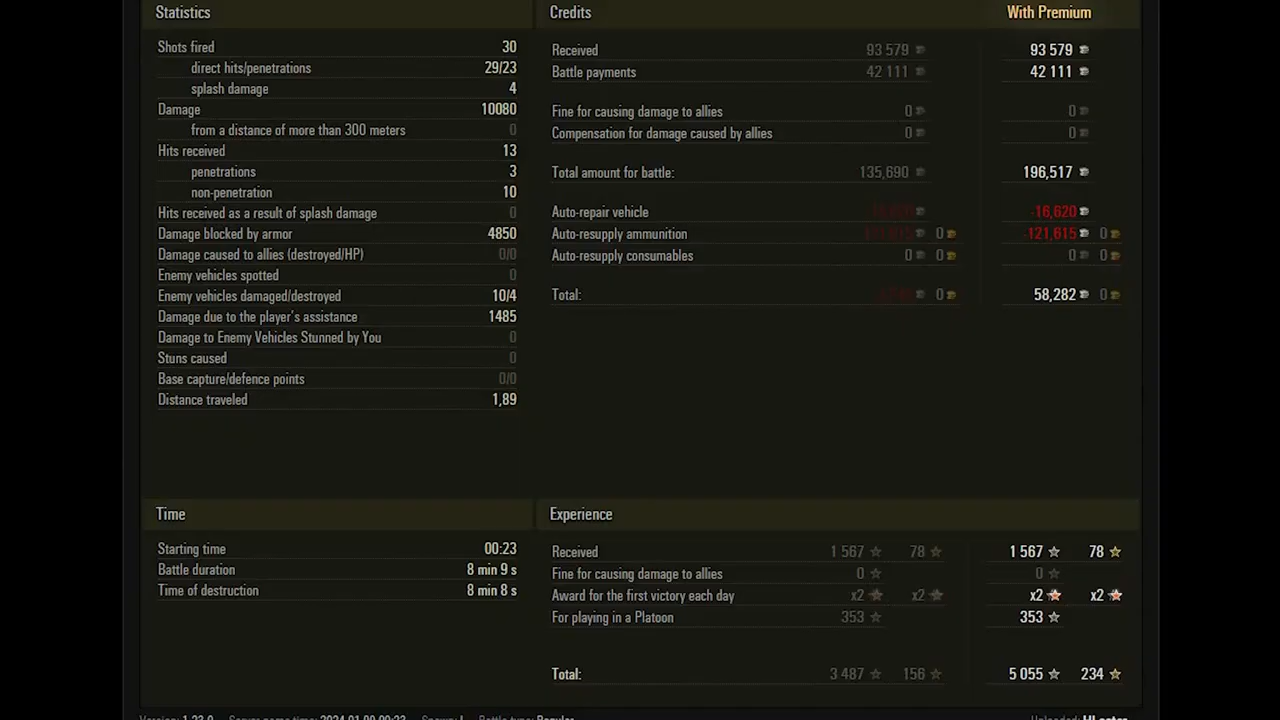 Statistics
Shots fired 30
direct hits/penetrations 29/23
splash damage 4
Damage 10080
from a distance of more than 300 meters 0
Hits received 13
penetrations 3
non-penetration 10
Hits received as a result of splash damage 0
Damage blocked by armor 4850
Damage caused to allies (destroyed/HP) 0/0
Enemy vehicles spotted 0
Enemy vehicles damaged/destroyed 10/4
Damage due to the player's assistance 1485
Damage to Enemy Vehicles Stunned by You 0
Stuns caused 0
Base capture/defence points 0/0
Distance traveled 1,89
Credits With Premium
Received 93 579 93 579
Battle payments 42 111 42 111
Fine for causing damage to allies 0 0
Compensation for damage caused by allies 0 0
Total amount for battle: 135,690 196,517
Auto-repair vehicle -16,620
Auto-resupply ammunition 0 -121,615 0
Auto-resupply consumables 0 0 0 0
Total: 0 58,282 0
Time
Starting time 00:23
Battle duration 8 min 9 s
Time of destruction 8 min 8 s
Experience
Received 1 567 78 1 567 78
Fine for causing damage to allies 0 0
Award for the first victory each day x2 x2 x2 x2
For playing in a Platoon 353 353
Total: 3 487 156 5 055 234